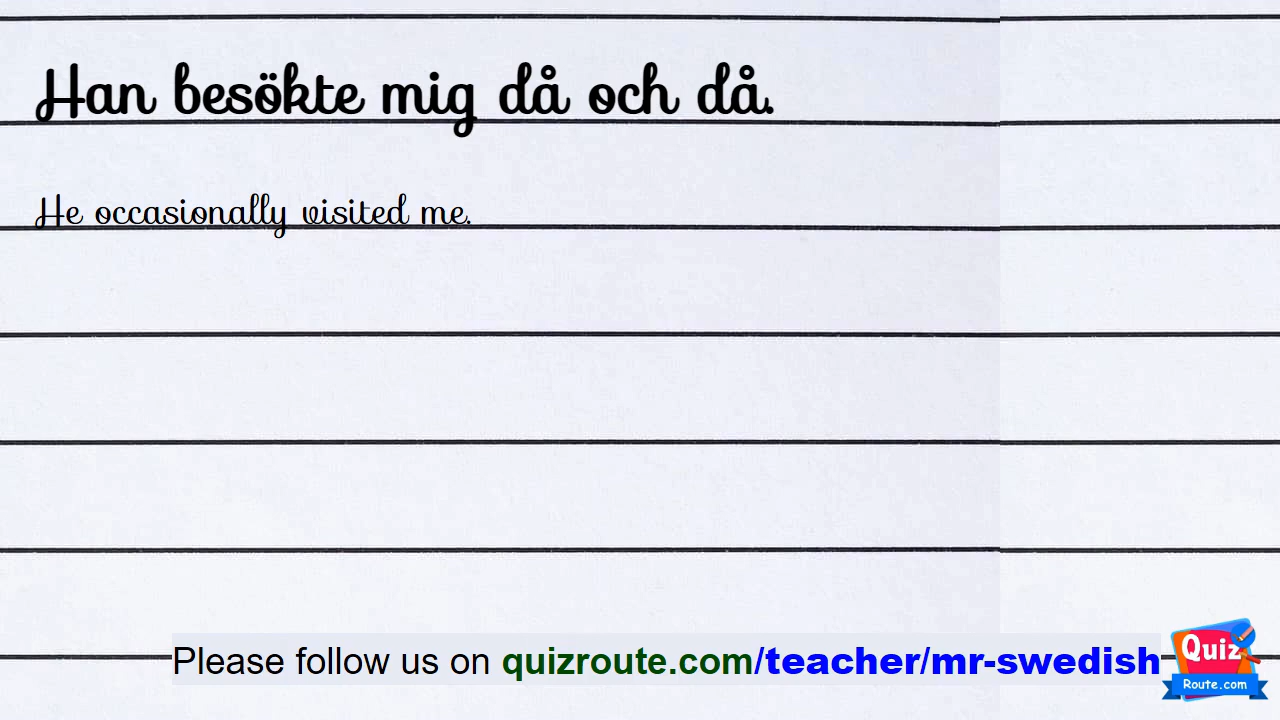 Han besökte mig då och då.
He occasionally visited me.
Please follow us on quizroute.com/teacher/mr-swedish
Quiz
Route.com